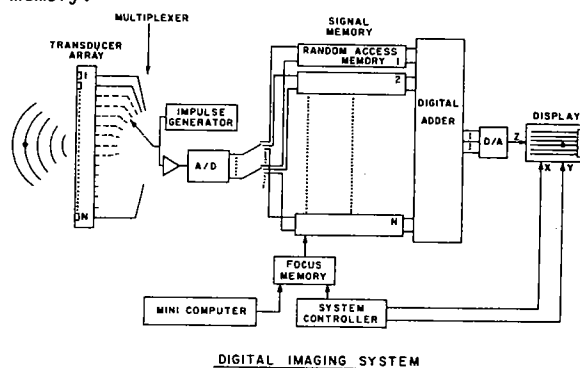 memory.
MULTIPLEXER
TRANSDUCER
ARRAY
SIGNAL
MEMORY
RANDOM ACCESS
MEMORY 1
2
I
IMPULSE
GENERATOR
DIGITAL
ADDER
DISPLAY
A/D
D/A
Z
X
Y
N
N
FOCUS
MEMORY
MINI COMPUTER
SYSTEM
CONTROLLER
DIGITAL IMAGING SYSTEM